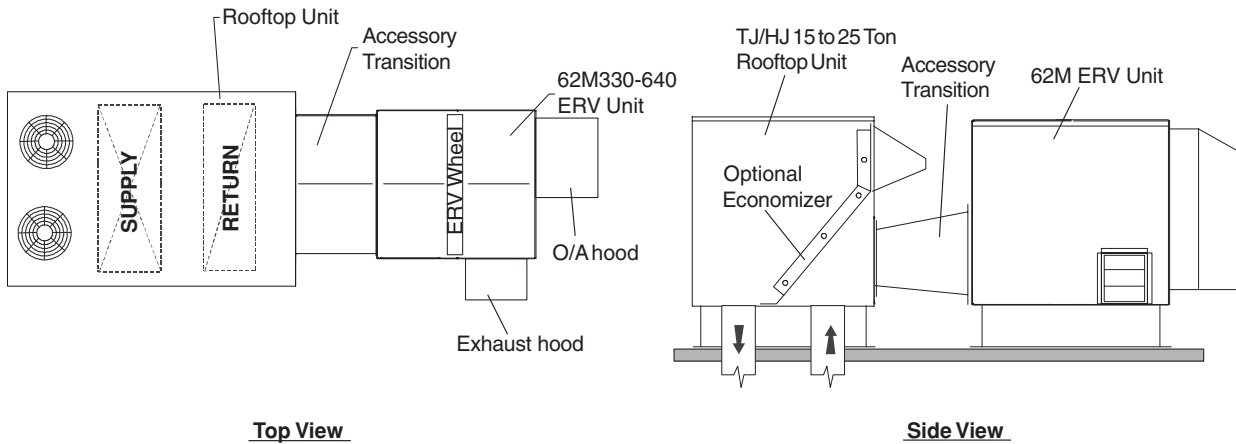 Rooftop Unit
Accessory
Transition
62M330-640
ERV Unit
SUPPLY
RETURN
ERV Wheel
O/A hood
Exhaust hood
Top View
TJ/HJ 15 to 25 Ton
Rooftop Unit
Accessory
Transition
62M ERV Unit
Optional
Economizer
Side View